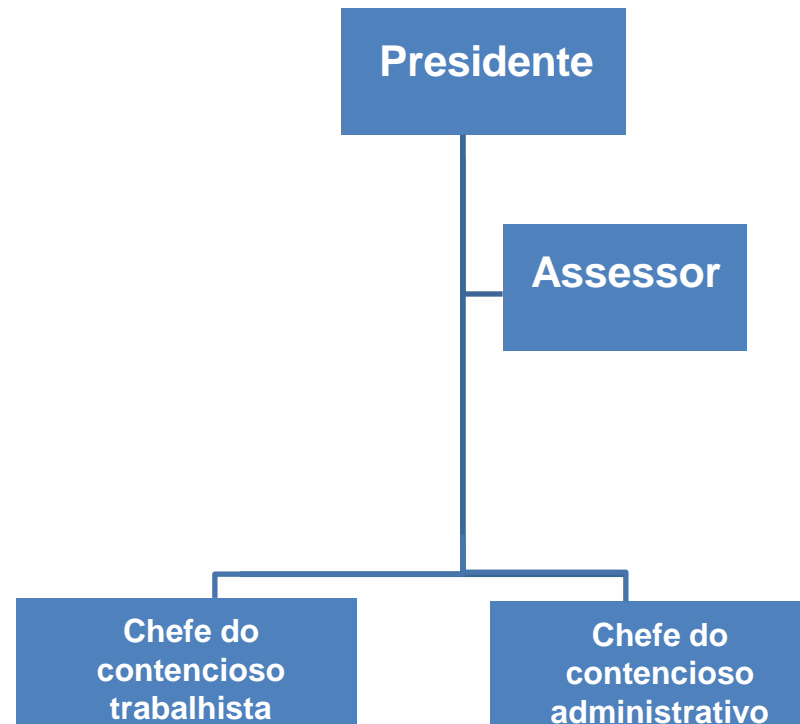 Presidente
Assessor
Chefe do
contencioso
trabalhista
Chefe do
contencioso
administrativo